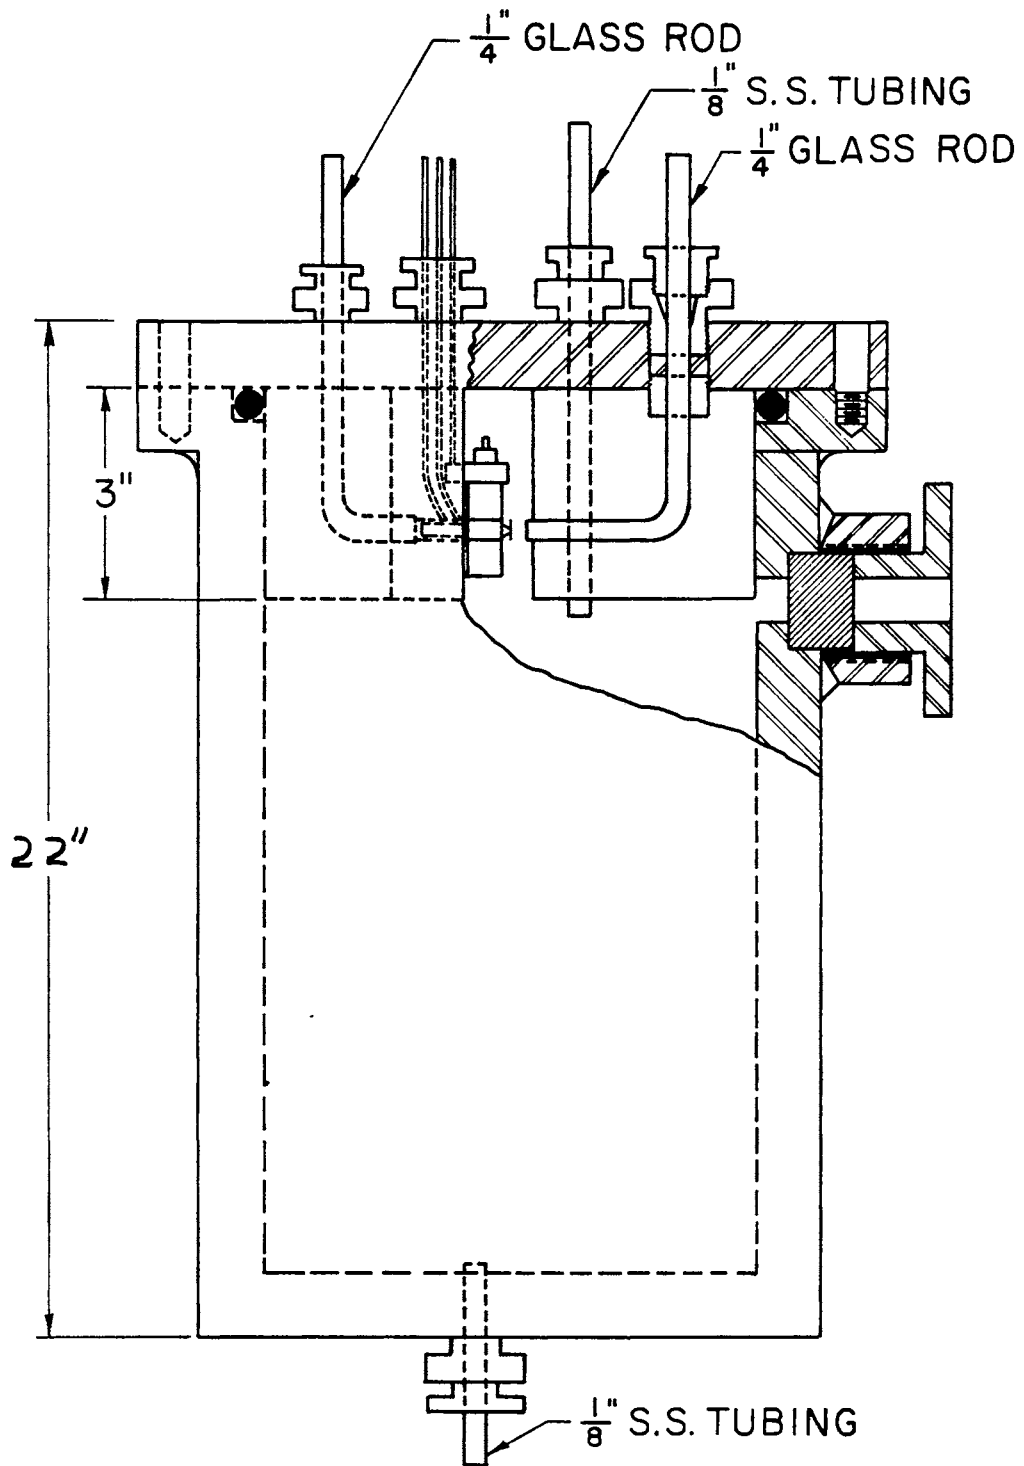 1/4" GLASS ROD
1/8" S.S. TUBING
1/4" GLASS ROD
3"
22"
1/8" S.S. TUBING